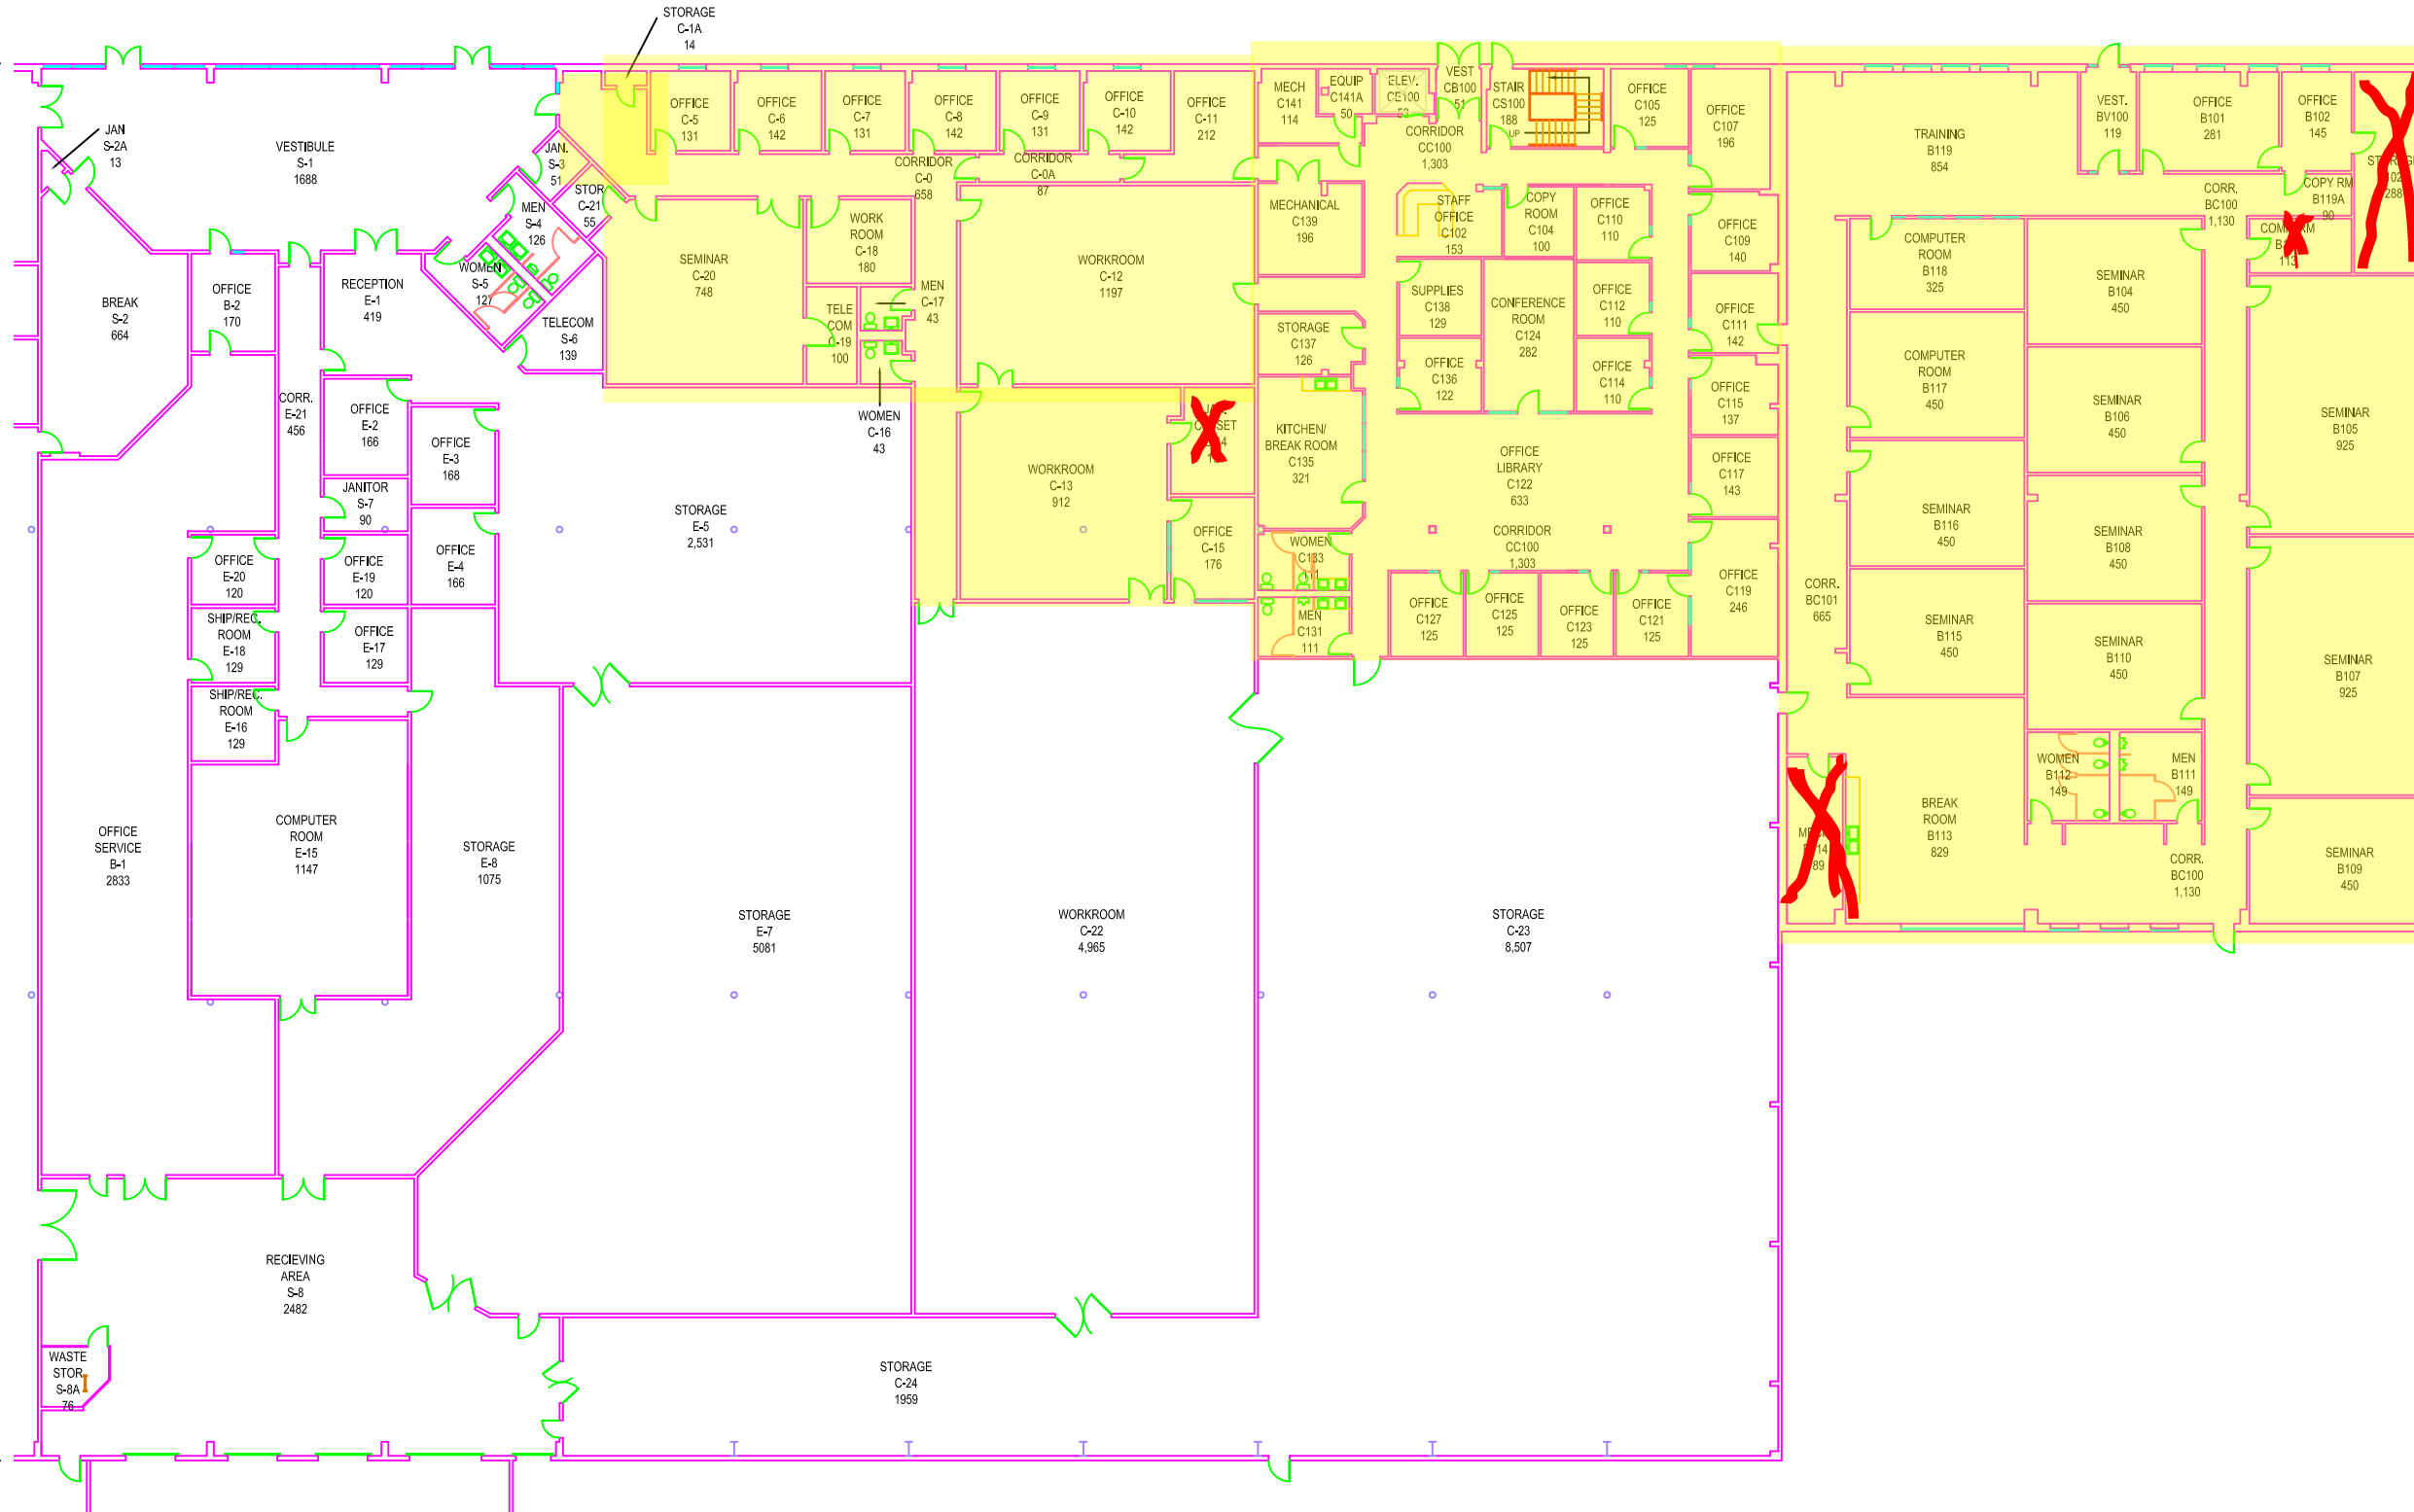 STORAGE
C-1A
14
JAN
S-2A
13
VESTIBULE
S-1
1688
JAN.
S-3
51
STOR
C-21
55
MEN
S-4
126
WOMEN
S-5
127
TELECOM
S-6
139
BREAK
S-2
664
OFFICE
B-2
170
RECEPTION
E-1
419
CORR.
E-21
456
OFFICE
E-2
166
OFFICE
E-3
168
JANITOR
S-7
90
OFFICE
E-4
166
OFFICE
E-20
120
OFFICE
E-19
120
SHIP/REC.
ROOM
E-18
129
OFFICE
E-17
129
SHIP/REC.
ROOM
E-16
129
COMPUTER
ROOM
E-15
1147
OFFICE
SERVICE
B-1
2833
STORAGE
E-8
1075
STORAGE
E-5
2,531
STORAGE
E-7
5081
RECIEVING
AREA
S-8
2482
WASTE
STOR.
S-8A
76
OFFICE
C-5
131
OFFICE
C-6
142
OFFICE
C-7
131
OFFICE
C-8
142
OFFICE
C-9
131
OFFICE
C-10
142
OFFICE
C-11
212
CORRIDOR
C-0
658
CORRIDOR
C-0A
87
SEMINAR
C-20
748
WORK
ROOM
C-18
180
TELE
COM
C-19
100
MEN
C-17
43
WOMEN
C-16
43
WORKROOM
C-12
1197
WORKROOM
C-13
912
OFFICE
C-15
176
WORKROOM
C-22
4,965
STORAGE
C-23
8,507
STORAGE
C-24
1959
MECH
C141
114
EQUIP
C141A
50
ELEV.
CE100
53
VEST
CB100
51
STAIR
CS100
188
UP
OFFICE
C105
125
OFFICE
C107
196
CORRIDOR
CC100
1,303
MECHANICAL
C139
196
STAFF
OFFICE
C102
153
COPY
ROOM
C104
100
OFFICE
C110
110
OFFICE
C109
140
SUPPLIES
C138
129
CONFERENCE
ROOM
C124
282
OFFICE
C112
110
OFFICE
C111
142
STORAGE
C137
126
OFFICE
C136
122
OFFICE
C114
110
OFFICE
C115
137
KITCHEN/
BREAK ROOM
C135
321
OFFICE
LIBRARY
C122
633
OFFICE
C117
143
CORRIDOR
CC100
1,303
WOMEN
C133
111
MEN
C131
111
OFFICE
C127
125
OFFICE
C125
125
OFFICE
C123
125
OFFICE
C121
125
OFFICE
C119
246
TRAINING
B119
854
VEST.
BV100
119
OFFICE
B101
281
OFFICE
B102
145
288
CORR.
BC100
1,130
COPY RM
B119A
90
113
COMPUTER
ROOM
B118
325
SEMINAR
B104
450
COMPUTER
ROOM
B117
450
SEMINAR
B106
450
SEMINAR
B105
925
SEMINAR
B116
450
SEMINAR
B108
450
CORR.
BC101
665
SEMINAR
B115
450
SEMINAR
B110
450
SEMINAR
B107
925
WOMEN
B112
149
MEN
B111
149
BREAK
ROOM
B113
829
CORR.
BC100
1,130
SEMINAR
B109
450